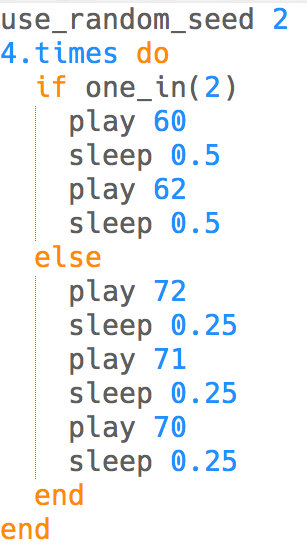 use_random_seed 2
4.times do
  if one_in(2)
    play 60
    sleep 0.5
    play 62
    sleep 0.5
  else
    play 72
    sleep 0.25
    play 71
    sleep 0.25
    play 70
    sleep 0.25
  end
end